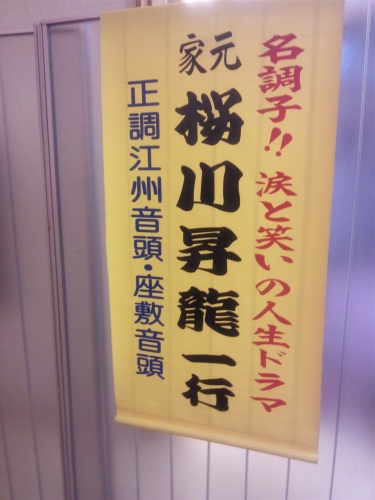 名調子!! 涙と笑いの人生ドラマ
家元 桜川昇龍一行
正調江州音頭・座敷音頭